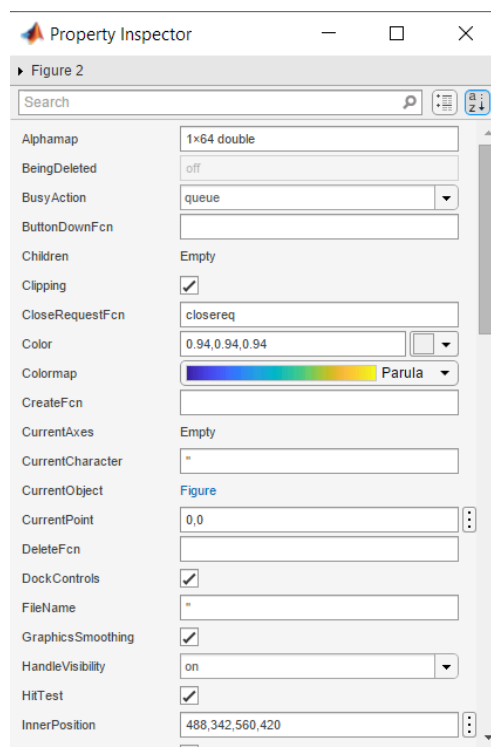 Property Inspector
Figure 2
Search
a
z
Alphamap 1×64 double
BeingDeleted off
BusyAction queue
ButtonDownFcn
Children Empty
Clipping
CloseRequestFcn closereq
Color 0.94,0.94,0.94
Colormap Parula
CreateFcn
CurrentAxes Empty
CurrentCharacter ''
CurrentObject Figure
CurrentPoint 0,0
DeleteFcn
DockControls
FileName ''
GraphicsSmoothing
HandleVisibility on
HitTest
InnerPosition 488,342,560,420